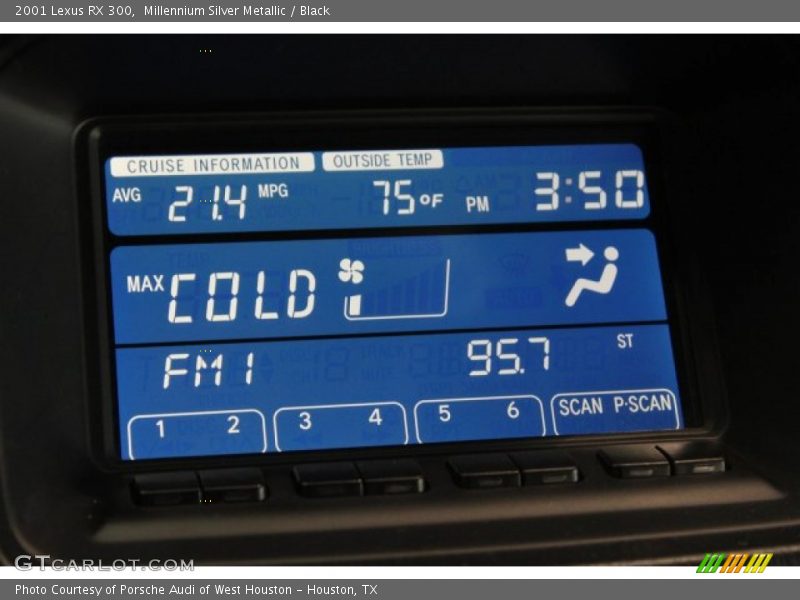 2001 Lexus RX 300, Millennium Silver Metallic / Black
CRUISE INFORMATION OUTSIDE TEMP
AVG 21.4 MPG 75°F PM 3:50
MAX COLD
FM1 95.7 ST
1 2 3 4 5 6 SCAN P·SCAN
GTCARLOT.COM
Photo Courtesy of Porsche Audi of West Houston - Houston, TX